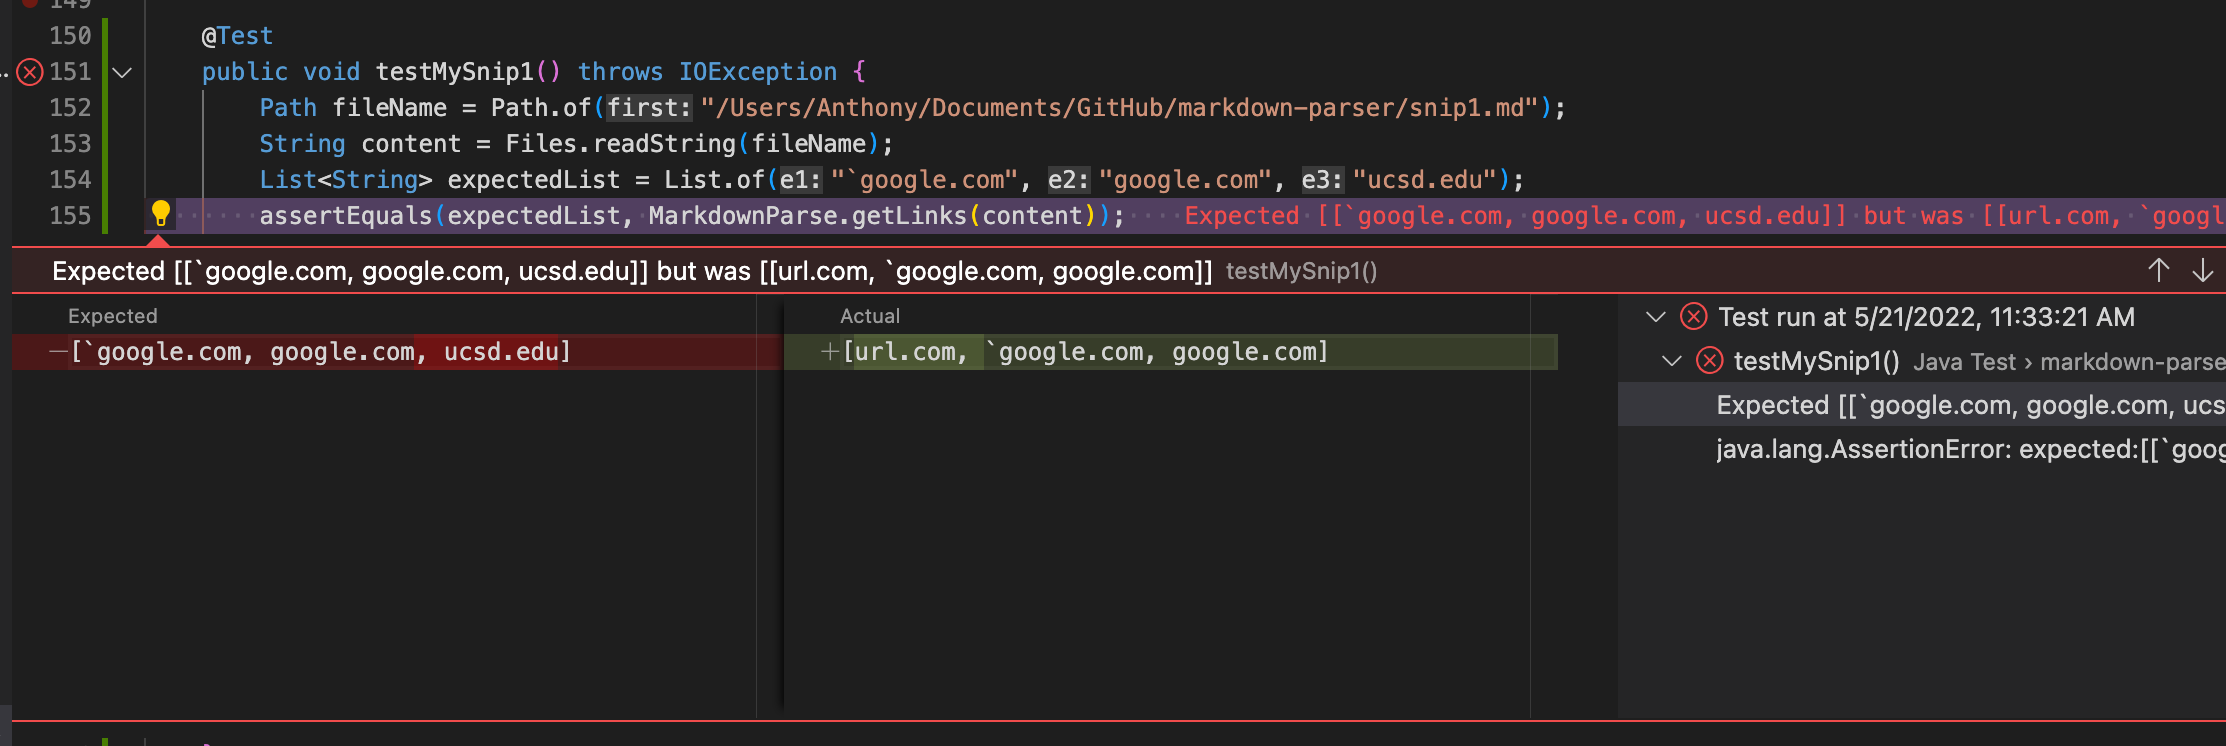 149
150 @Test
151 public void testMySnip1() throws IOException {
152 Path fileName = Path.of(first: "/Users/Anthony/Documents/GitHub/markdown-parser/snip1.md");
153 String content = Files.readString(fileName);
154 List<String> expectedList = List.of(e1: "`google.com", e2: "google.com", e3: "ucsd.edu");
155 assertEquals(expectedList, MarkdownParse.getLinks(content)); Expected [[`google.com, google.com, ucsd.edu]] but was [[url.com, `googl
Expected [[`google.com, google.com, ucsd.edu]] but was [[url.com, `google.com, google.com]] testMySnip1()
Expected
—[`google.com, google.com, ucsd.edu]
Actual
+[url.com, `google.com, google.com]
Test run at 5/21/2022, 11:33:21 AM
testMySnip1() Java Test › markdown-parse
Expected [[`google.com, google.com, ucs
java.lang.AssertionError: expected:[[`goog